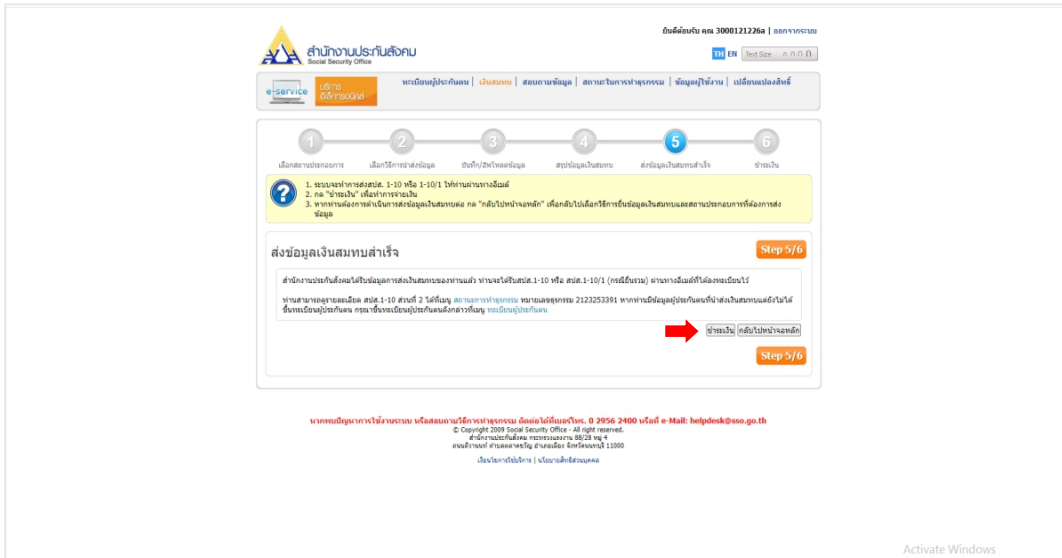 ยินดีต้อนรับ คุณ 3000121226a | ออกจากระบบ
สำนักงานประกันสังคม
Social Security Office
TH EN Text Size
e-service บริการ
อิเล็กทรอนิกส์
ทะเบียนผู้ประกันตน | เงินสมทบ | สอบถามข้อมูล | สถานะในการทำธุรกรรม | ข้อมูลผู้ใช้งาน | เปลี่ยนแปลงสิทธิ์
1 2 3 4 5 6
เลือกสถานประกอบการ เลือกวิธีการนำส่งข้อมูล บันทึก/อัพโหลดข้อมูล สรุปข้อมูลเงินสมทบ ส่งข้อมูลเงินสมทบสำเร็จ ชำระเงิน
1. ระบบจะทำการส่งสปส. 1-10 หรือ 1-10/1 ให้ท่านผ่านทางอีเมล์
2. กด "ชำระเงิน" เพื่อทำการจ่ายเงิน
3. หากท่านต้องการดำเนินการส่งข้อมูลเงินสมทบต่อ กด "กลับไปหน้าจอหลัก" เพื่อกลับไปเลือกวิธีการยื่นข้อมูลเงินสมทบและสถานประกอบการที่ต้องการส่ง
ข้อมูล
ส่งข้อมูลเงินสมทบสำเร็จ
Step 5/6
สำนักงานประกันสังคมได้รับข้อมูลการส่งเงินสมทบของท่านแล้ว ท่านจะได้รับสปส.1-10 หรือ สปส.1-10/1 (กรณียื่นรวม) ผ่านทางอีเมล์ที่ได้ลงทะเบียนไว้
ท่านสามารถดูรายละเอียด สปส.1-10 ส่วนที่ 2 ได้ที่เมนู สถานะการทำธุรกรรม หมายเลขธุรกรรม 2123253391 หากท่านมีข้อมูลผู้ประกันตนที่นำส่งเงินสมทบแต่ยังไม่ได้
ขึ้นทะเบียนผู้ประกันตน กรุณาขึ้นทะเบียนผู้ประกันตนดังกล่าวที่เมนู ทะเบียนผู้ประกันตน
ชำระเงิน กลับไปหน้าจอหลัก
Step 5/6
หากพบปัญหาการใช้งานระบบ หรือสอบถามวิธีการทำธุรกรรม ติดต่อได้ที่เบอร์โทร. 0 2956 2400 หรือที่ e-Mail: helpdesk@sso.go.th
© Copyright 2009 Social Security Office - All right reserved.
สำนักงานประกันสังคม กระทรวงแรงงาน 88/28 หมู่ 4
ถนนติวานนท์ ตำบลตลาดขวัญ อำเภอเมือง จังหวัดนนทบุรี 11000
เงื่อนไขการใช้บริการ | นโยบายสิทธิส่วนบุคคล
Activate Windows